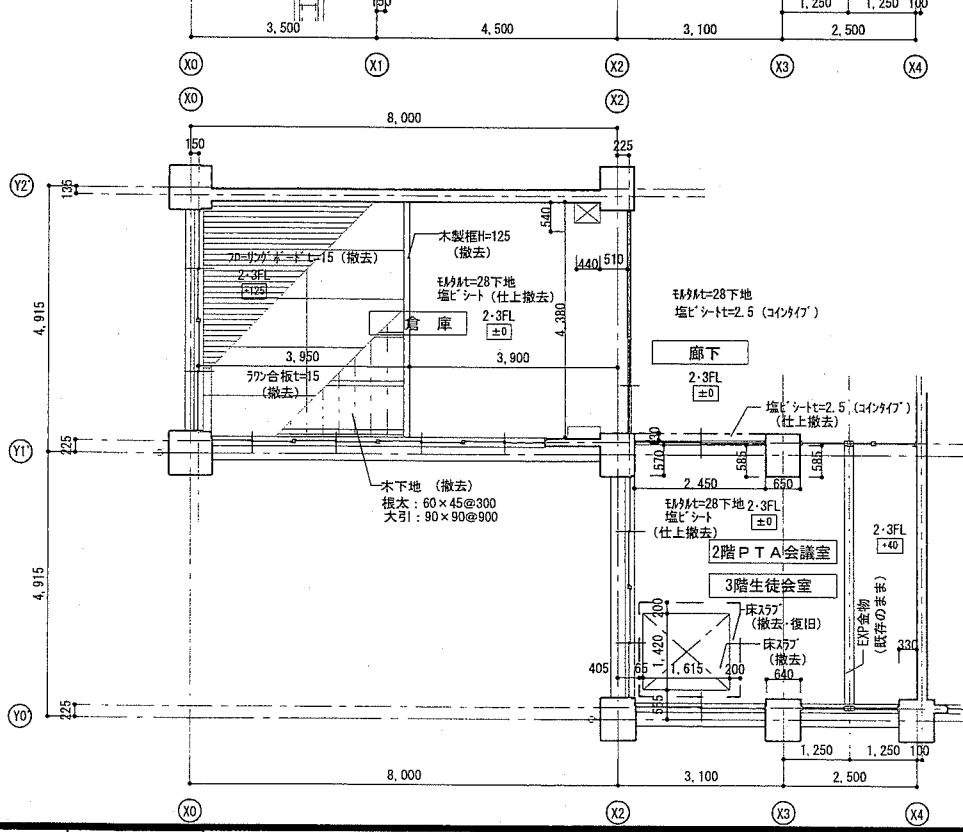 150
1,250 1,250 100
3,500 4,500 3,100 2,500
X0 X1 X2 X3 X4
X0 X2
8,000
150 225
Y2'
135
540
木製框H=125
(撤去)
フローリングボードt=15 (撤去)
2・3FL
+125
440 510
モルタルt=28下地
塩ビシート (仕上撤去)
2・3FL
±0
倉庫
モルタルt=28下地
塩ビシートt=2.5 (コインタイプ)
4,915
4,380
廊下
2・3FL
±0
3,950 3,900
ラワン合板t=15
(撤去)
塩ビシートt=2.5 (コインタイプ)
(仕上撤去)
Y1'
225
430
570 585 585
2,450 650
木下地 (撤去)
根太：60×45@300
大引：90×90@900
モルタルt=28下地
塩ビシート
(仕上撤去)
2・3FL
±0
2・3FL
+40
2階PTA会議室
3階生徒会室
4,915
EXP金物
(既存のまま)
200
床スラブ
(撤去・復旧)
床スラブ
(撤去)
1,420
330
405 65 1,615 200
640
555
Y0'
225
1,250 1,250 100
8,000 3,100 2,500
X0 X2 X3 X4